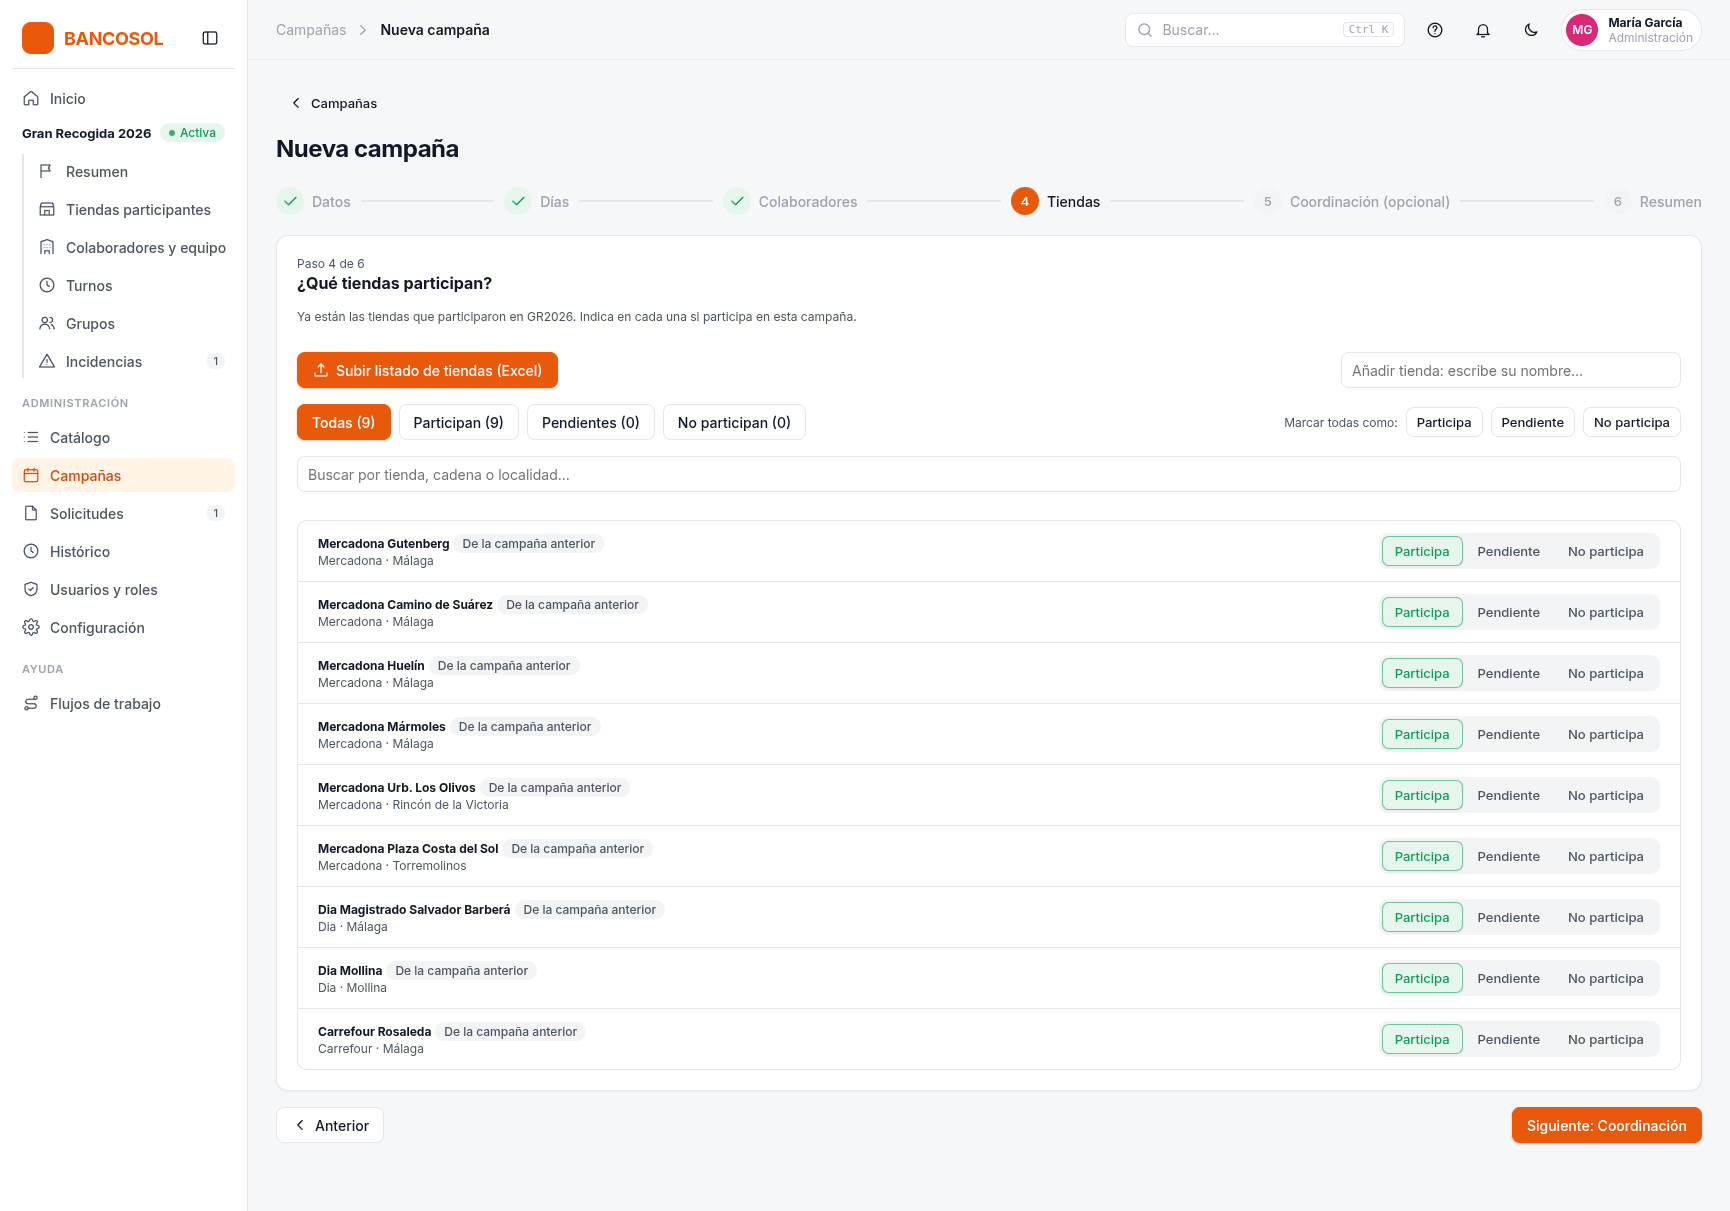 BANCOSOL
Inicio
Gran Recogida 2026 Activa
Resumen
Tiendas participantes
Colaboradores y equipo
Turnos
Grupos
Incidencias 1
ADMINISTRACIÓN
Catálogo
Campañas
Solicitudes 1
Histórico
Usuarios y roles
Configuración
AYUDA
Flujos de trabajo
Campañas Nueva campaña
Buscar... Ctrl K
MG María García
Administración
Campañas
Nueva campaña
Datos Días Colaboradores 4 Tiendas 5 Coordinación (opcional) 6 Resumen
Paso 4 de 6
¿Qué tiendas participan?
Ya están las tiendas que participaron en GR2026. Indica en cada una si participa en esta campaña.
Subir listado de tiendas (Excel) Añadir tienda: escribe su nombre...
Todas (9) Participan (9) Pendientes (0) No participan (0) Marcar todas como: Participa Pendiente No participa
Buscar por tienda, cadena o localidad...
Mercadona Gutenberg De la campaña anterior
Mercadona · Málaga
Participa Pendiente No participa
Mercadona Camino de Suárez De la campaña anterior
Mercadona · Málaga
Participa Pendiente No participa
Mercadona Huelín De la campaña anterior
Mercadona · Málaga
Participa Pendiente No participa
Mercadona Mármoles De la campaña anterior
Mercadona · Málaga
Participa Pendiente No participa
Mercadona Urb. Los Olivos De la campaña anterior
Mercadona · Rincón de la Victoria
Participa Pendiente No participa
Mercadona Plaza Costa del Sol De la campaña anterior
Mercadona · Torremolinos
Participa Pendiente No participa
Dia Magistrado Salvador Barberá De la campaña anterior
Dia · Málaga
Participa Pendiente No participa
Dia Mollina De la campaña anterior
Dia · Mollina
Participa Pendiente No participa
Carrefour Rosaleda De la campaña anterior
Carrefour · Málaga
Participa Pendiente No participa
Anterior Siguiente: Coordinación